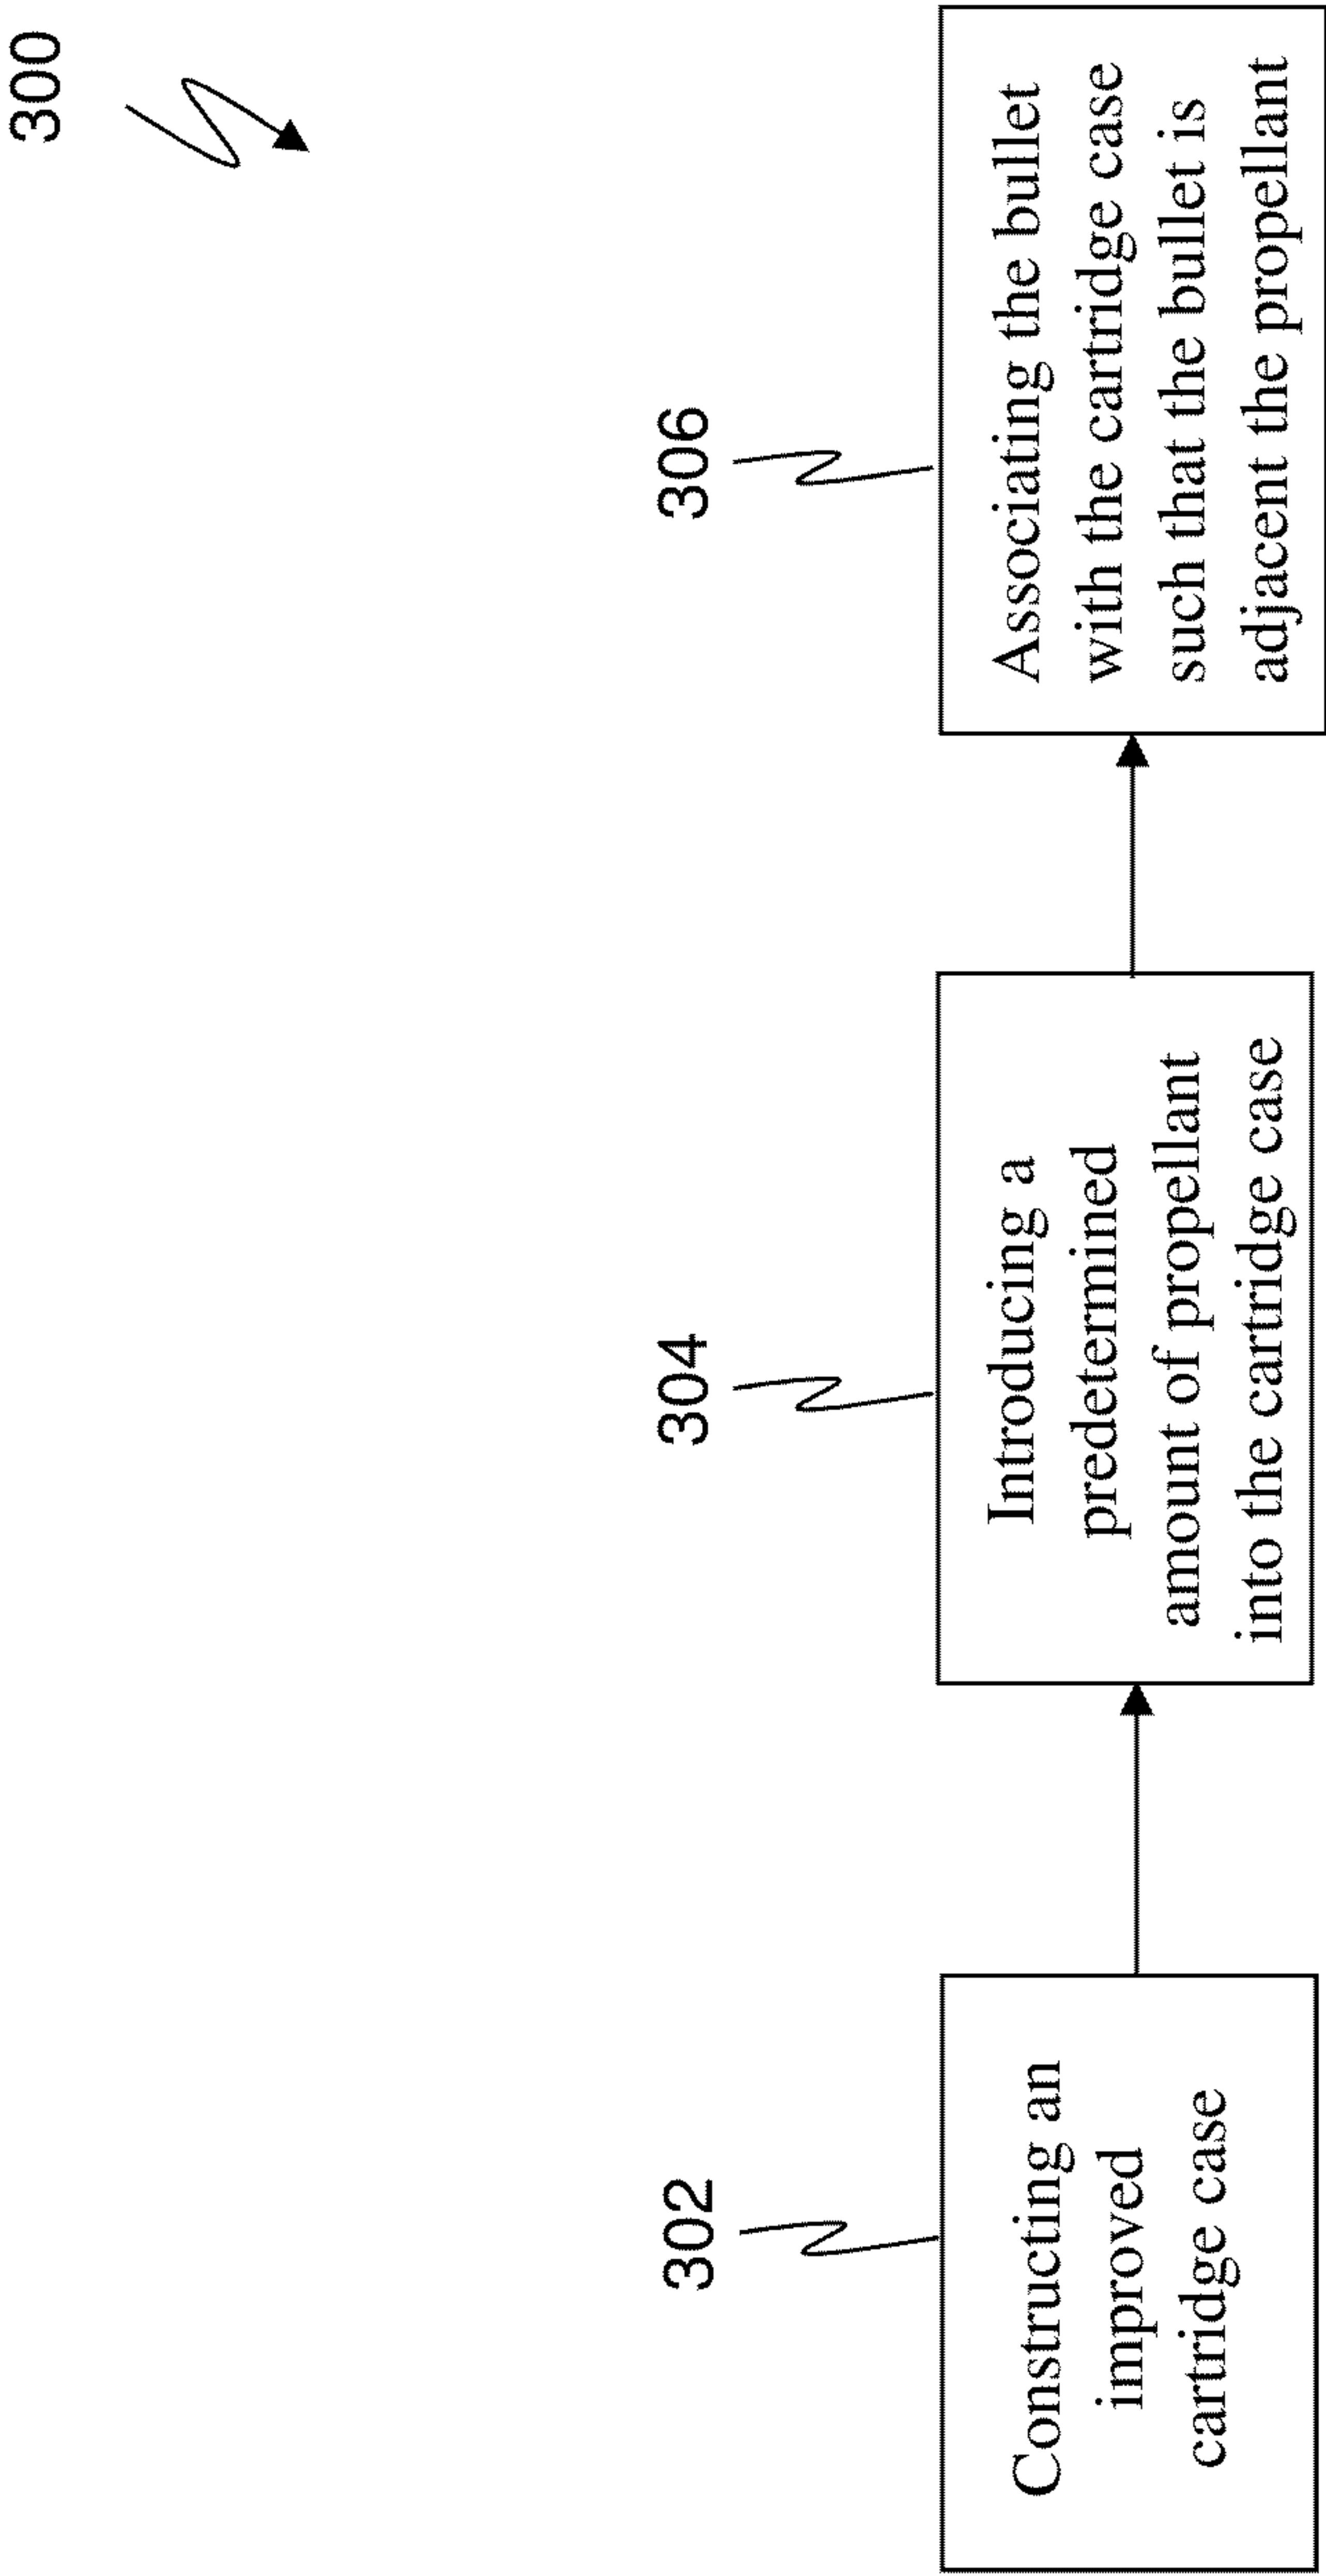 300
302
Constructing an
improved
cartridge case
304
Introducing a
predetermined
amount of propellant
into the cartridge case
306
Associating the bullet
with the cartridge case
such that the bullet is
adjacent the propellant